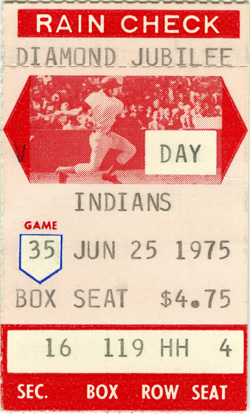 RAIN CHECK
DIAMOND JUBILEE
DAY
INDIANS
GAME
35 JUN 25 1975
BOX SEAT $4.75
16 119 HH 4
SEC. BOX ROW SEAT